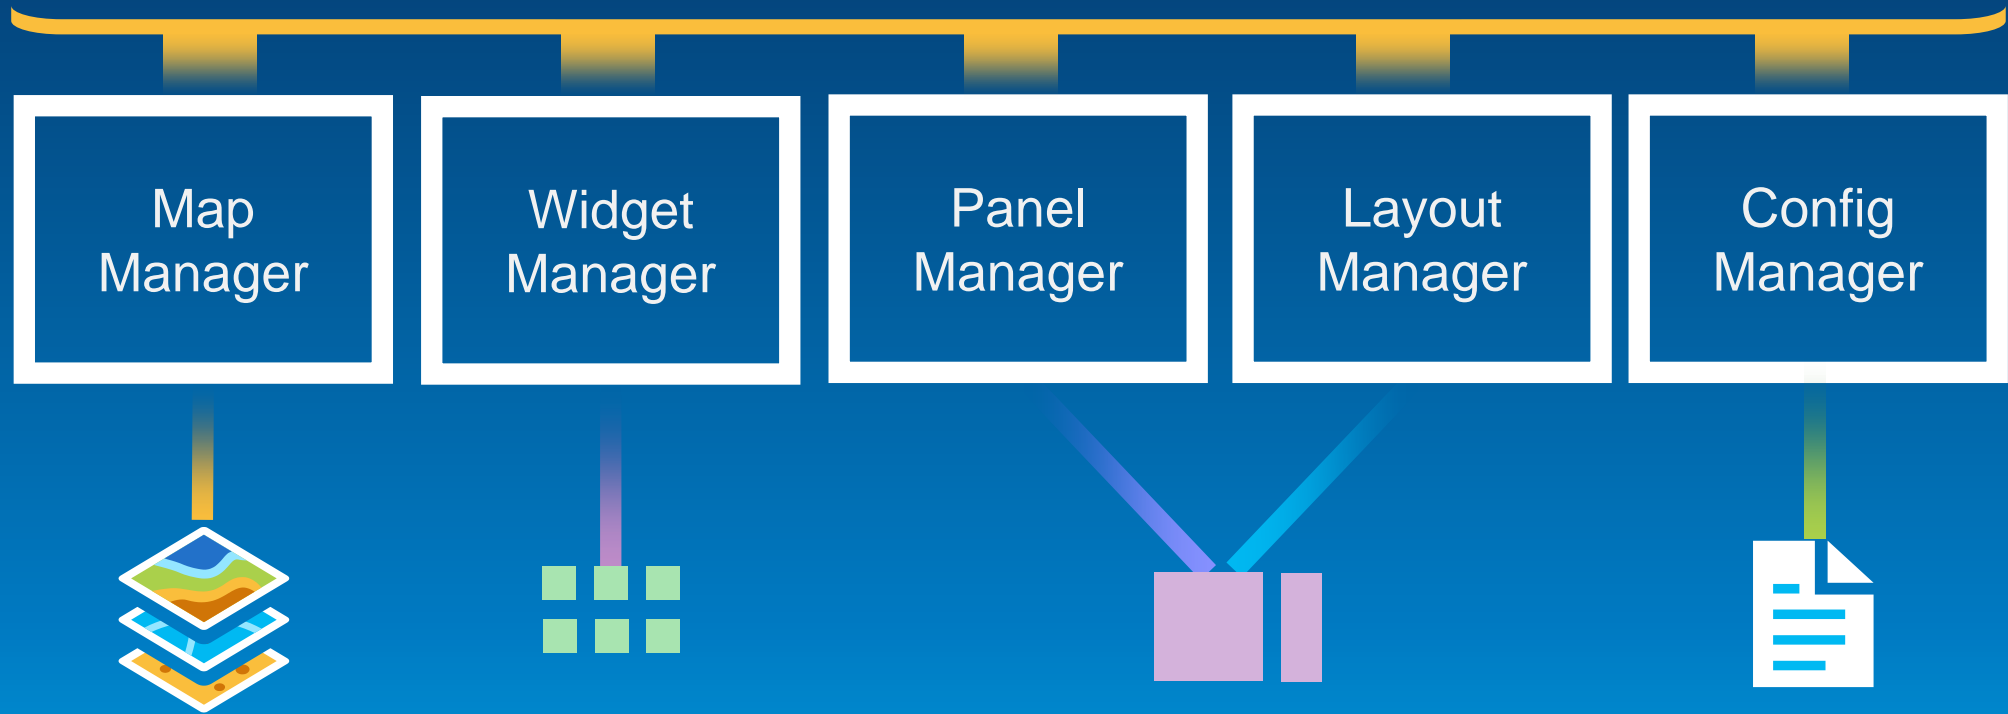 Map
Manager
Widget
Manager
Panel
Manager
Layout
Manager
Config
Manager